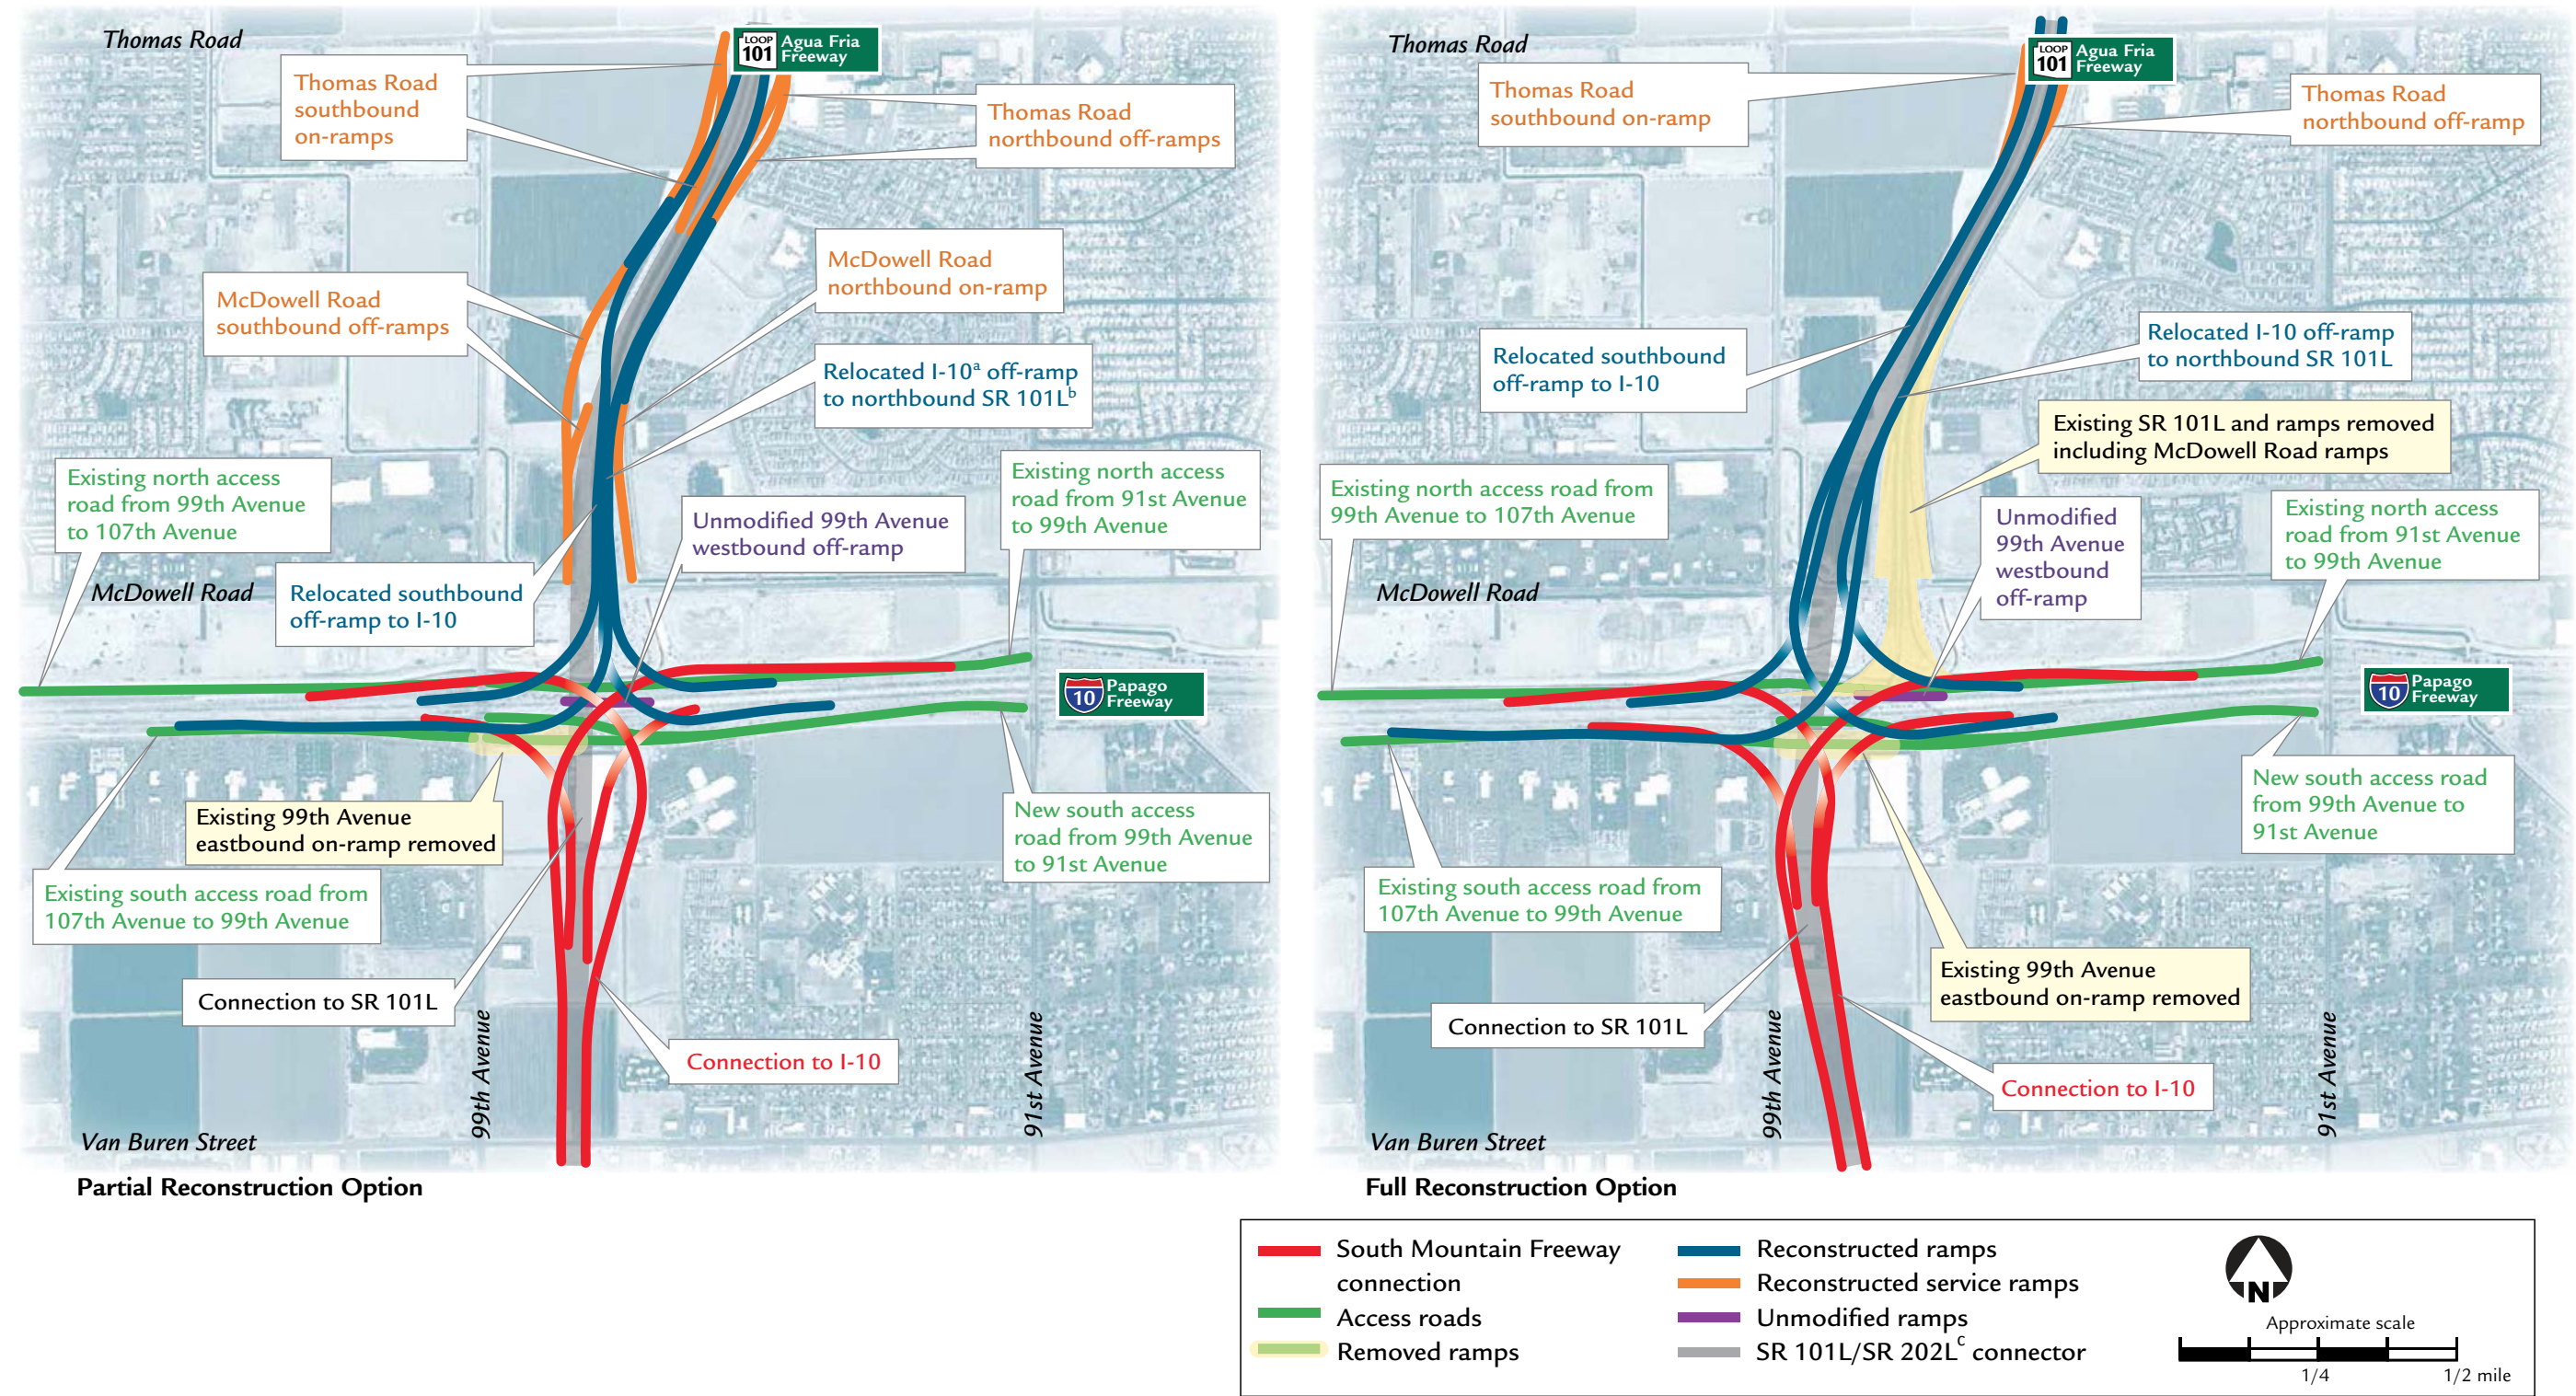 Thomas Road
LOOP
101
Agua Fria
Freeway
Thomas Road
southbound
on-ramps
Thomas Road
northbound off-ramps
McDowell Road
northbound on-ramp
McDowell Road
southbound off-ramps
Relocated I-10a off-ramp
to northbound SR 101Lb
Existing north access
road from 99th Avenue
to 107th Avenue
Existing north access
road from 91st Avenue
to 99th Avenue
Unmodified 99th Avenue
westbound off-ramp
McDowell Road
Relocated southbound
off-ramp to I-10
10
Papago
Freeway
Existing 99th Avenue
eastbound on-ramp removed
New south access
road from 99th Avenue
to 91st Avenue
Existing south access road from
107th Avenue to 99th Avenue
Connection to SR 101L
Connection to I-10
99th Avenue
91st Avenue
Van Buren Street
Partial Reconstruction Option
Thomas Road
LOOP
101
Agua Fria
Freeway
Thomas Road
southbound on-ramp
Thomas Road
northbound off-ramp
Relocated southbound
off-ramp to I-10
Relocated I-10 off-ramp
to northbound SR 101L
Existing SR 101L and ramps removed
including McDowell Road ramps
Existing north access road from
99th Avenue to 107th Avenue
Unmodified
99th Avenue
westbound
off-ramp
Existing north access
road from 91st Avenue
to 99th Avenue
McDowell Road
10
Papago
Freeway
New south access road
from 99th Avenue to
91st Avenue
Existing south access road from
107th Avenue to 99th Avenue
Existing 99th Avenue
eastbound on-ramp removed
Connection to SR 101L
Connection to I-10
99th Avenue
91st Avenue
Van Buren Street
Full Reconstruction Option
South Mountain Freeway
connection
Access roads
Removed ramps
Reconstructed ramps
Reconstructed service ramps
Unmodified ramps
SR 101L/SR 202Lc connector
N
Approximate scale
1/4
1/2 mile